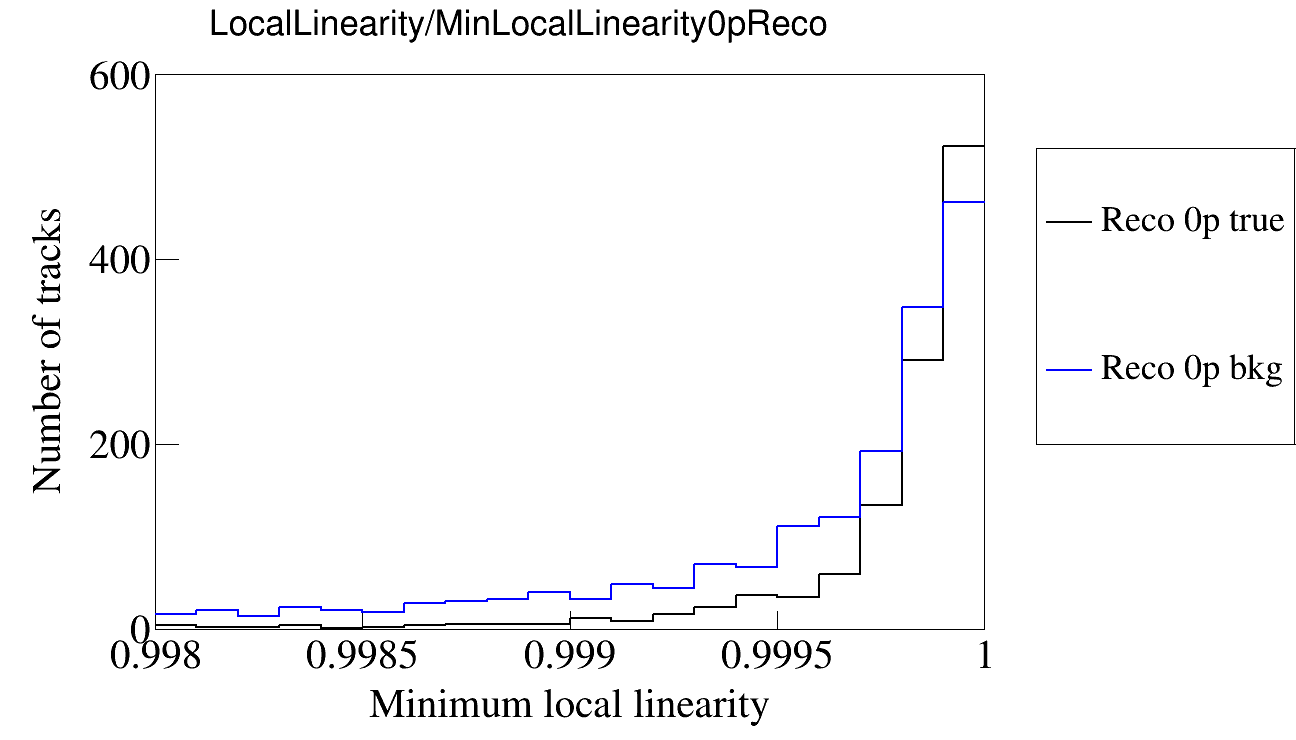 LocalLinearity/MinLocalLinearity0pReco
600
400
200
0
Number of tracks
0.998 0.9985 0.999 0.9995 1
Minimum local linearity
Reco 0p true
Reco 0p bkg